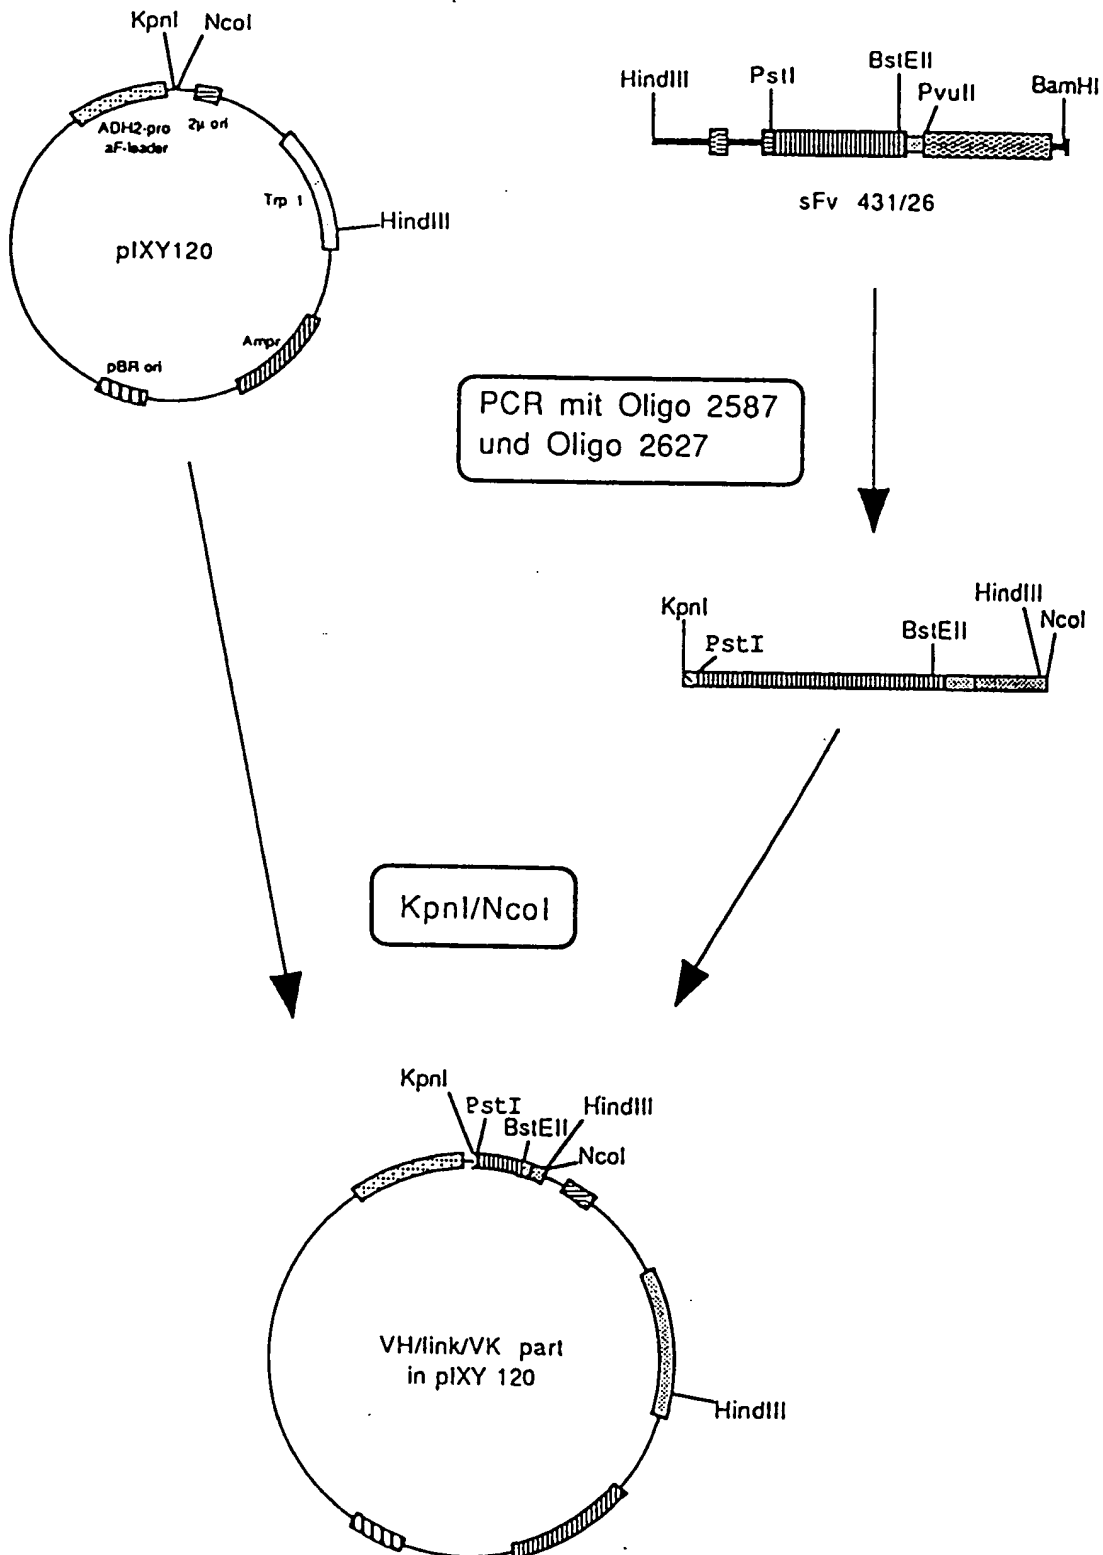 KpnI NcoI
ADH2-pro
aF-leader
2µ ori
Trp 1
HindIII
pIXY120
Ampr
pBR ori
HindIII PstI BstEII PvuII BamHI
sFv 431/26
PCR mit Oligo 2587
und Oligo 2627
KpnI PstI BstEII HindIII NcoI
KpnI/NcoI
KpnI PstI BstEII HindIII NcoI
VH/link/VK part
in pIXY 120
HindIII